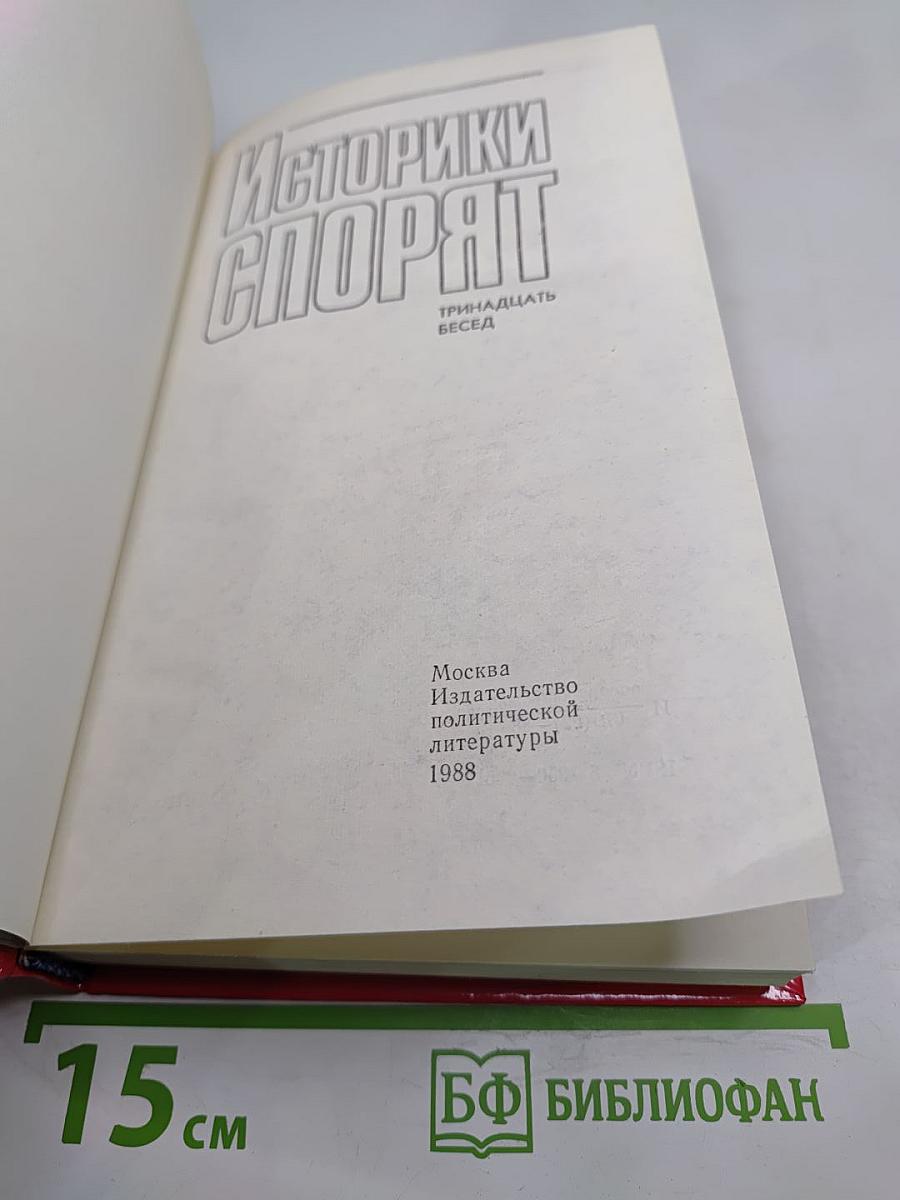 Историки
спорят
ТРИНАДЦАТЬ
БЕСЕД
Москва
Издательство
политической
литературы
1988
15 см
БФ БИБЛИОФАН